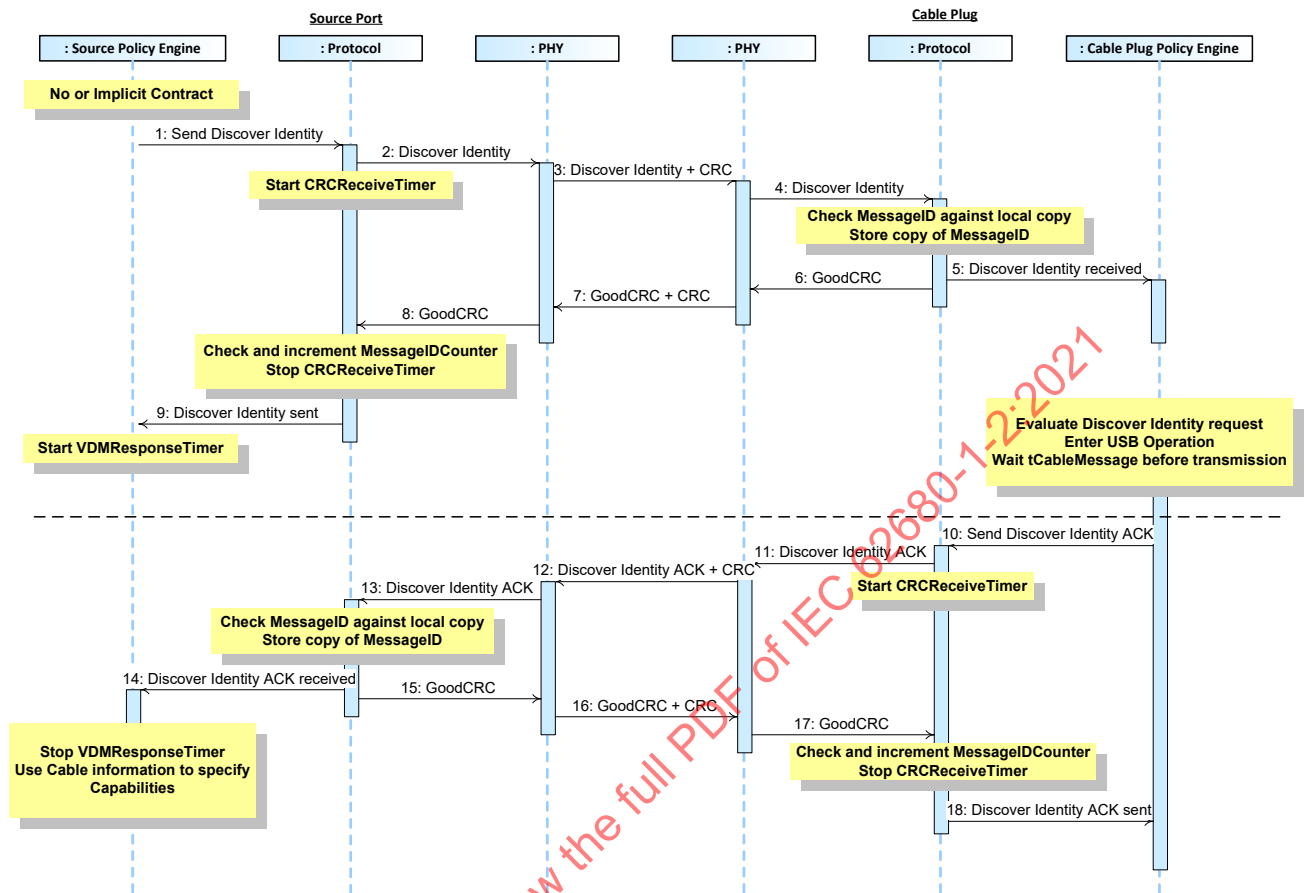 Source Port
Cable Plug
: Source Policy Engine
: Protocol
: PHY
: PHY
: Protocol
: Cable Plug Policy Engine
No or Implicit Contract
1: Send Discover Identity
2: Discover Identity
3: Discover Identity + CRC
Start CRCReceiveTimer
4: Discover Identity
Check MessageID against local copy
Store copy of MessageID
5: Discover Identity received
6: GoodCRC
7: GoodCRC + CRC
8: GoodCRC
Check and increment MessageIDCounter
Stop CRCReceiveTimer
9: Discover Identity sent
Start VDMResponseTimer
Evaluate Discover Identity request
Enter USB Operation
Wait tCableMessage before transmission
10: Send Discover Identity ACK
11: Discover Identity ACK
12: Discover Identity ACK + CRC
Start CRCReceiveTimer
13: Discover Identity ACK
Check MessageID against local copy
Store copy of MessageID
14: Discover Identity ACK received
15: GoodCRC
16: GoodCRC + CRC
17: GoodCRC
Stop VDMResponseTimer
Use Cable information to specify
Capabilities
Check and increment MessageIDCounter
Stop CRCReceiveTimer
18: Discover Identity ACK sent
the full PDF of IEC 62680-1-2:2021